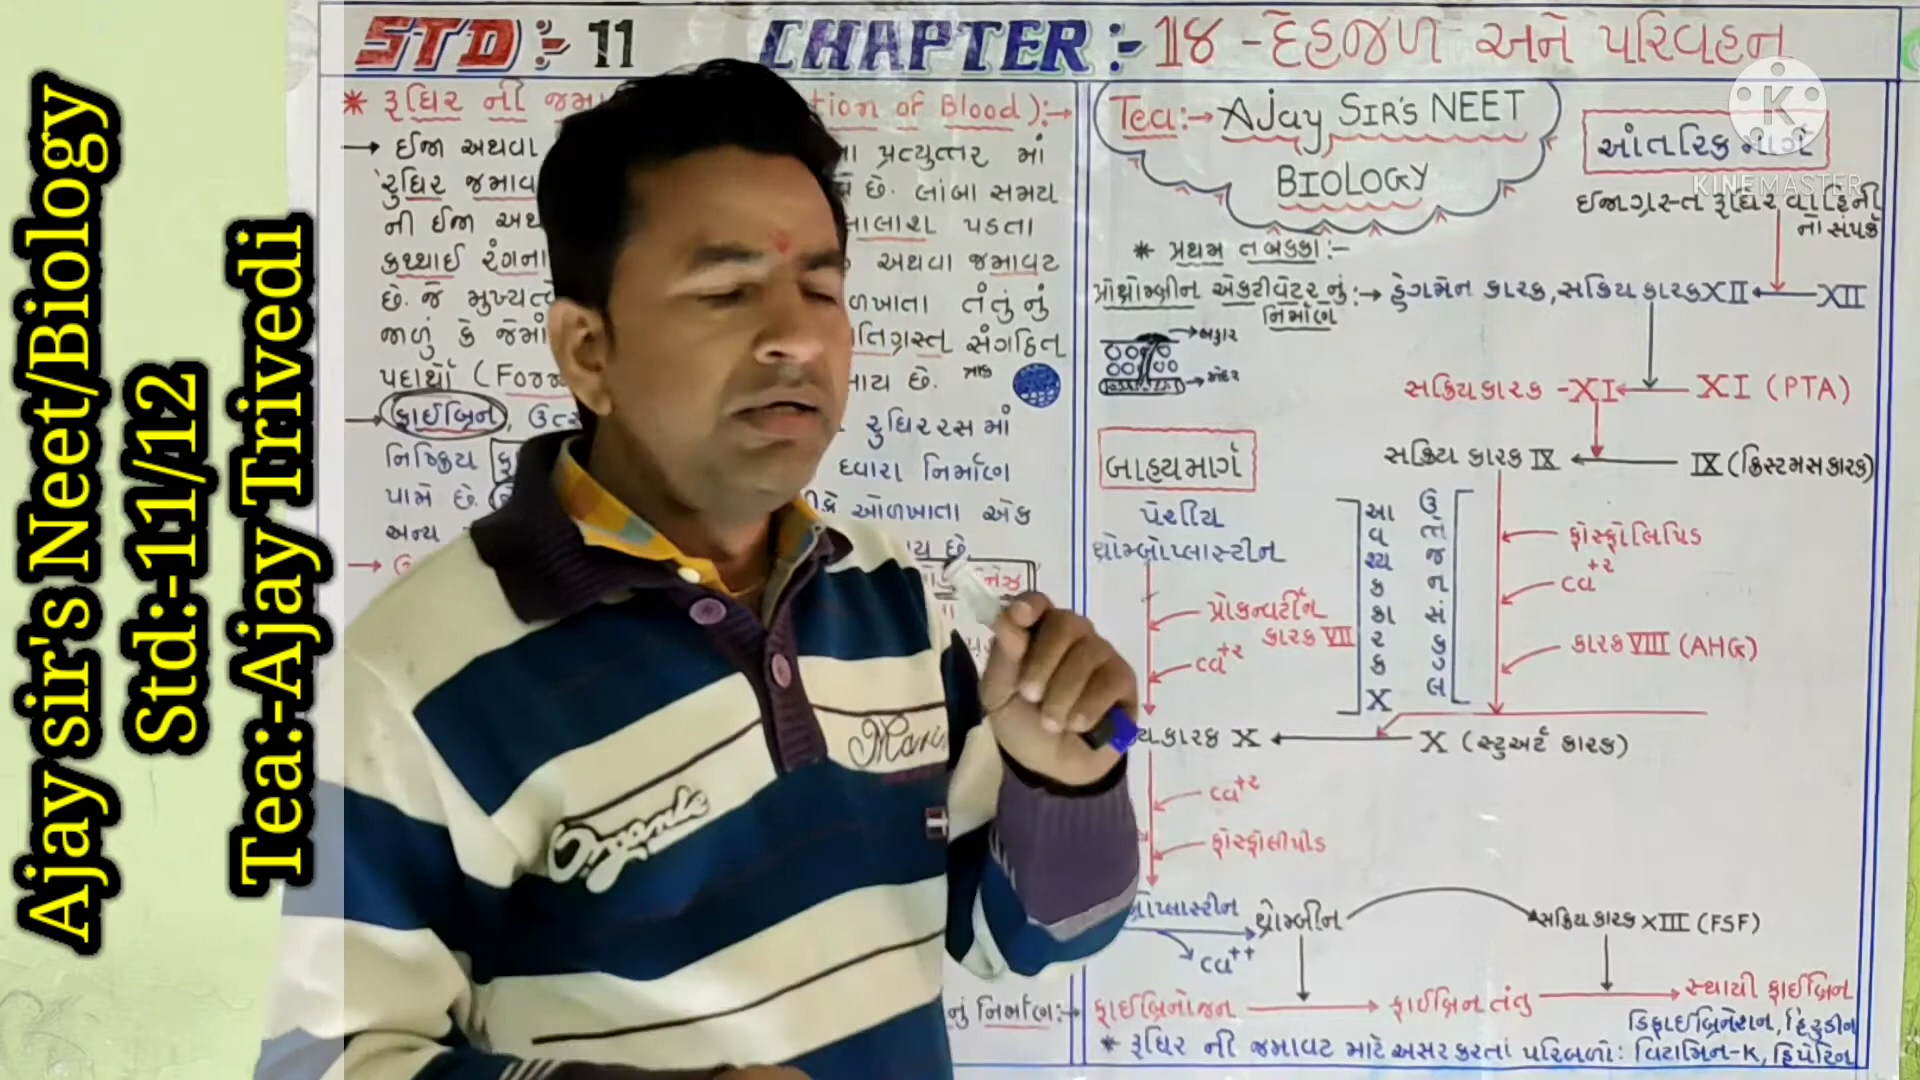 Ajay sir's Neet/Biology
Std:-11/12
Tea:-Ajay Trivedi
STD:- 11 CHAPTER:- 18 - દેહજળ અને પરિવહન
* રૂધિર ની જમા tion of Blood):→
→ ઈજા અથવા ના પ્રત્યુત્તર માં
રુધિર જમાવ છે. લાંબા સમય
ની ઈજા અથ લાલાશ પડતા
કથ્થાઈ રંગના અથવા જમાવટ
છે. જે મુખ્યત્વે ળખાતા તંતુનું
જાળું કે જેમાં તિગ્રસ્ત સંગઠિત
પદાર્થો (Form ાય છે.
→ ફાઈબ્રિન, ઉત્સ રુધિરરસ માં
નિષ્ક્રિય દ્વારા નિર્માણ
પામે છે. ઓળખાતા એક
અન્ય ાય છે.
Tea:→ Ajay SIR'S NEET
BIOLOGY
આંતરિક માર્ગ
KINEMASTER
ઈજાગ્રસ્ત રૂધિર વાહિની
નો સંપર્ક
* પ્રથમ તબક્કા:-
પ્રોથ્રોમ્બીન એક્ટીવેટર નું:→ હેગમેન કારક, સક્રિય કારક XII ← XII
નિર્માણ
બહાર
અંદર
સક્રિય કારક -XI ← XI (PTA)
બાહ્યમાર્ગ
સક્રિય કારક IX ← IX (ક્રિસ્ટમસ કારક)
પેશીય
થ્રોમ્બોપ્લાસ્ટીન
આવશ્યક કારક X
ઉત્તેજન સંકુલ
ફોસ્ફોલિપિડ
ca+2
કારક VIII (AHG)
પ્રોકન્વર્ટીન
કારક VII
ca+2
ય કારક X ← X (સ્ટુઅર્ટ કારક)
ca+2
ફોસ્ફોલીપીડ
બોપ્લાસ્ટીન → થ્રોમ્બીન → સક્રિય કારક XIII (FSF)
ca++
નું નિર્માણ:→ ફાઈબ્રિનોજન → ફાઈબ્રિન તંતુ → સ્થાયી ફાઈબ્રિન
ડિફાઈબ્રિનેશન, હિરુડીન
* રૂધિર ની જમાવટ માટે અસર કરતાં પરિબળો: વિટામિન-K, હિપેરિન